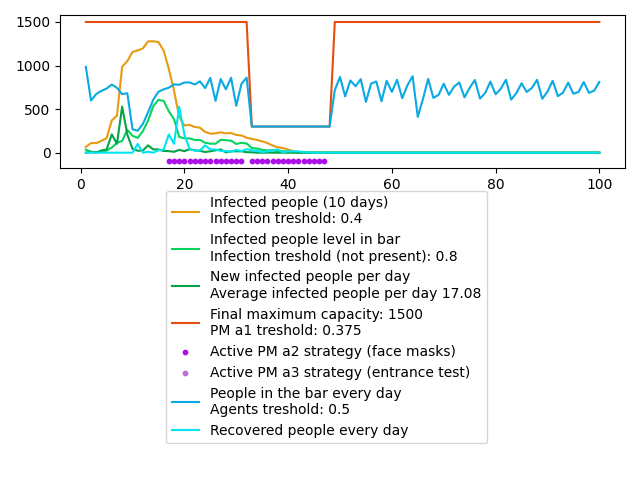 1500
1000
500
0
0
20
40
60
80
100
Infected people (10 days)
Infection treshold: 0.4
Infected people level in bar
Infection treshold (not present): 0.8
New infected people per day
Average infected people per day 17.08
Final maximum capacity: 1500
PM a1 treshold: 0.375
Active PM a2 strategy (face masks)
Active PM a3 strategy (entrance test)
People in the bar every day
Agents treshold: 0.5
Recovered people every day